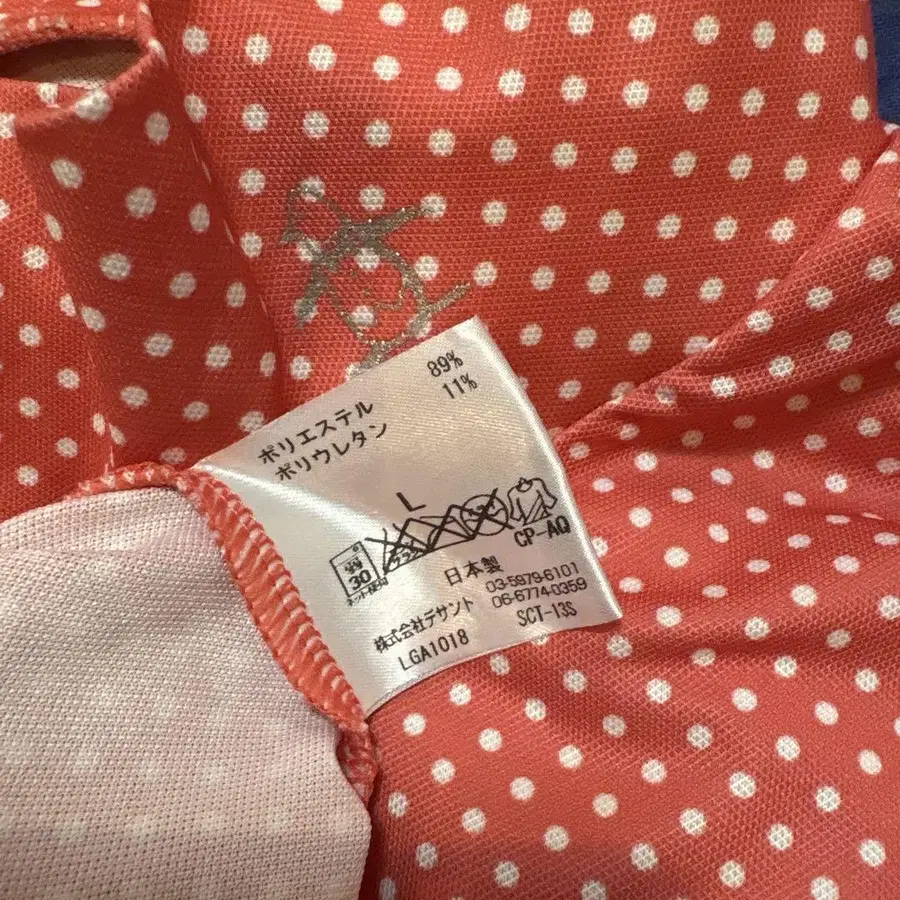 ポリエステル 89%
ポリウレタン 11%
L
30
CP-AQ
日本製
03-5979-6101
06-6774-0359
株式会社デサント
LGA1018 SCT-13S